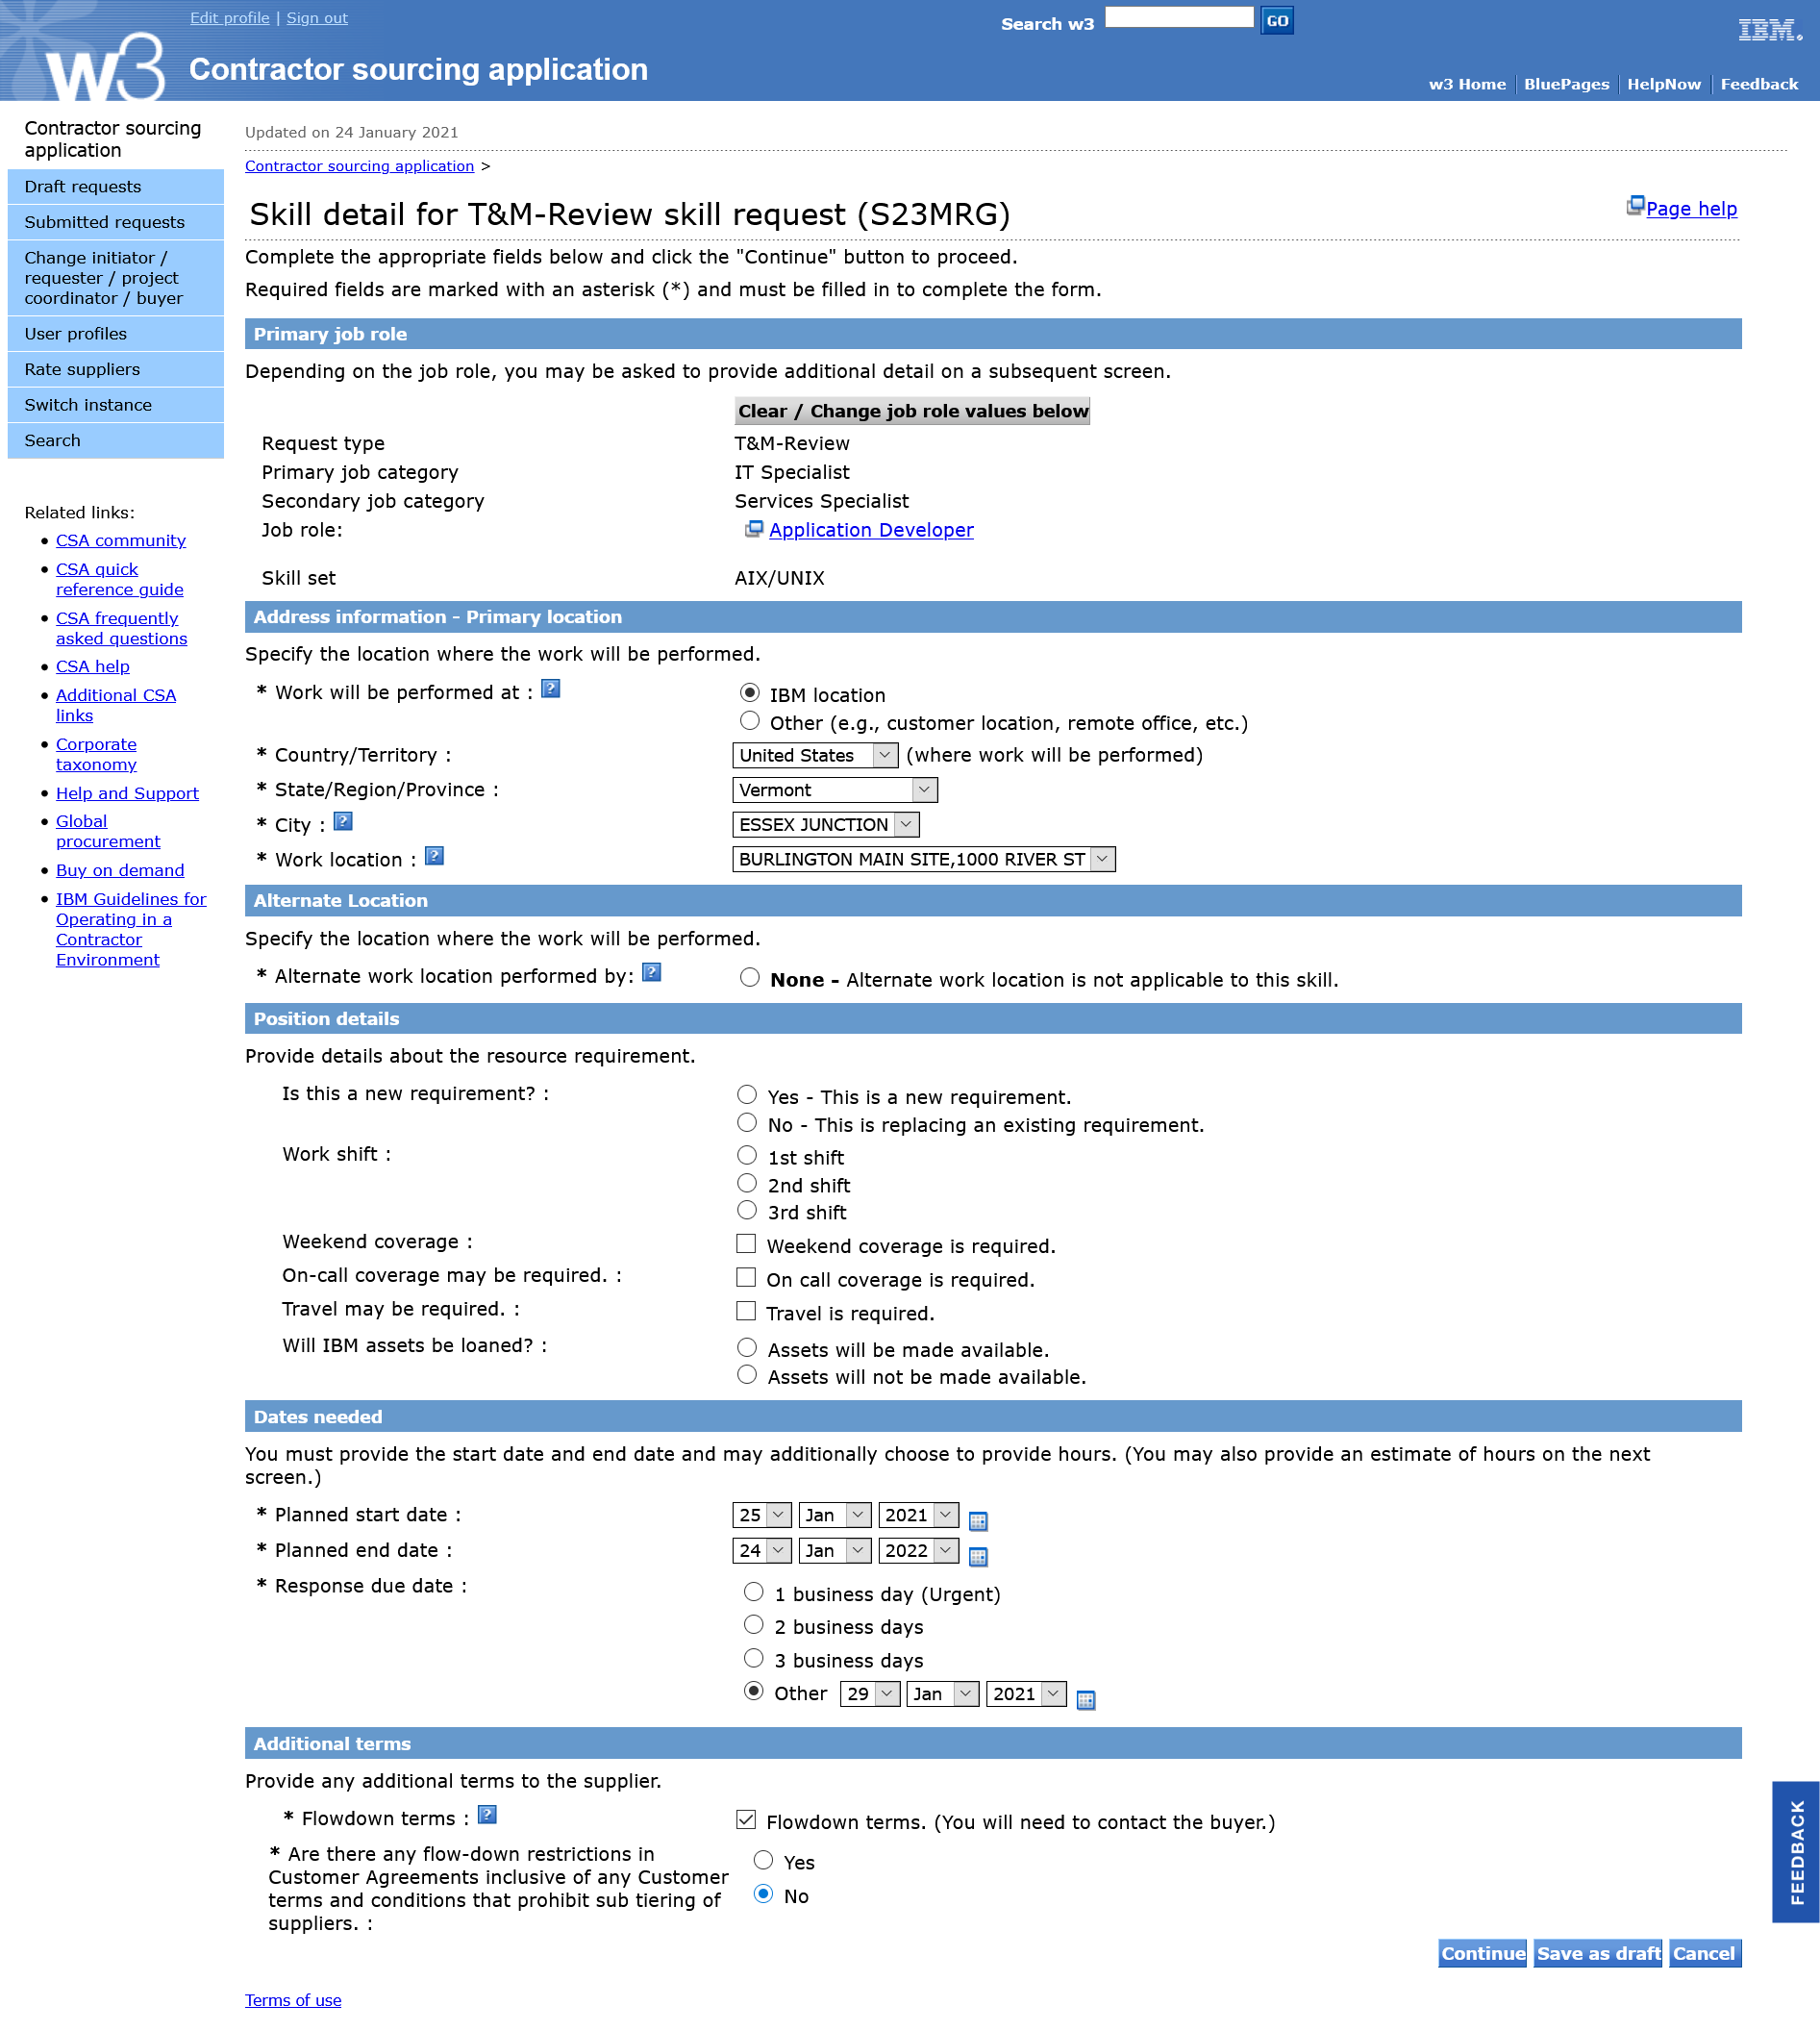 Edit profile | Sign out
Search w3 GO
IBM.
w3 Contractor sourcing application
w3 Home | BluePages | HelpNow | Feedback
Contractor sourcing
application
Draft requests
Submitted requests
Change initiator /
requester / project
coordinator / buyer
User profiles
Rate suppliers
Switch instance
Search
Related links:
CSA community
CSA quick
reference guide
CSA frequently
asked questions
CSA help
Additional CSA
links
Corporate
taxonomy
Help and Support
Global
procurement
Buy on demand
IBM Guidelines for
Operating in a
Contractor
Environment
Updated on 24 January 2021
Contractor sourcing application >
Skill detail for T&M-Review skill request (S23MRG)
Page help
Complete the appropriate fields below and click the "Continue" button to proceed.
Required fields are marked with an asterisk (*) and must be filled in to complete the form.
Primary job role
Depending on the job role, you may be asked to provide additional detail on a subsequent screen.
Clear / Change job role values below
Request type T&M-Review
Primary job category IT Specialist
Secondary job category Services Specialist
Job role: Application Developer
Skill set AIX/UNIX
Address information - Primary location
Specify the location where the work will be performed.
* Work will be performed at : ? IBM location
Other (e.g., customer location, remote office, etc.)
* Country/Territory : United States (where work will be performed)
* State/Region/Province : Vermont
* City : ? ESSEX JUNCTION
* Work location : ? BURLINGTON MAIN SITE,1000 RIVER ST
Alternate Location
Specify the location where the work will be performed.
* Alternate work location performed by: ? None - Alternate work location is not applicable to this skill.
Position details
Provide details about the resource requirement.
Is this a new requirement? : Yes - This is a new requirement.
No - This is replacing an existing requirement.
Work shift : 1st shift
2nd shift
3rd shift
Weekend coverage : Weekend coverage is required.
On-call coverage may be required. : On call coverage is required.
Travel may be required. : Travel is required.
Will IBM assets be loaned? : Assets will be made available.
Assets will not be made available.
Dates needed
You must provide the start date and end date and may additionally choose to provide hours. (You may also provide an estimate of hours on the next
screen.)
* Planned start date : 25 Jan 2021
* Planned end date : 24 Jan 2022
* Response due date : 1 business day (Urgent)
2 business days
3 business days
Other 29 Jan 2021
Additional terms
Provide any additional terms to the supplier.
* Flowdown terms : ? Flowdown terms. (You will need to contact the buyer.)
* Are there any flow-down restrictions in
Customer Agreements inclusive of any Customer
terms and conditions that prohibit sub tiering of
suppliers. :
Yes
No
FEEDBACK
Continue Save as draft Cancel
Terms of use